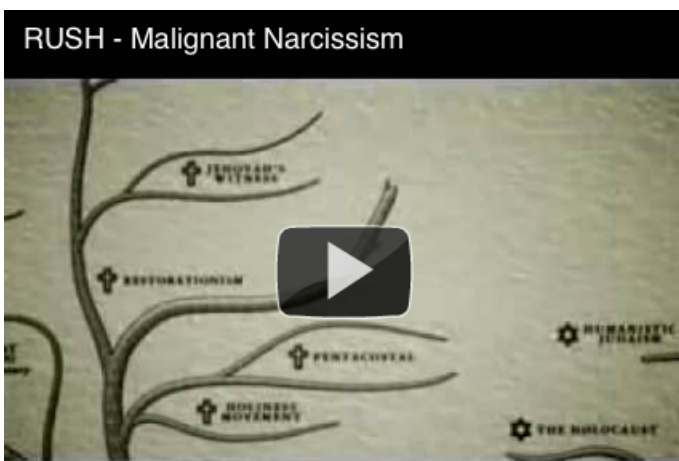 RUSH - Malignant Narcissism
JEHOVAH'S
WITNESS
RESTORATIONISM
HUMANISTIC
JUDAISM
PENTACOSTAL
HOLINESS
MOVEMENT
THE HOLOCAUST